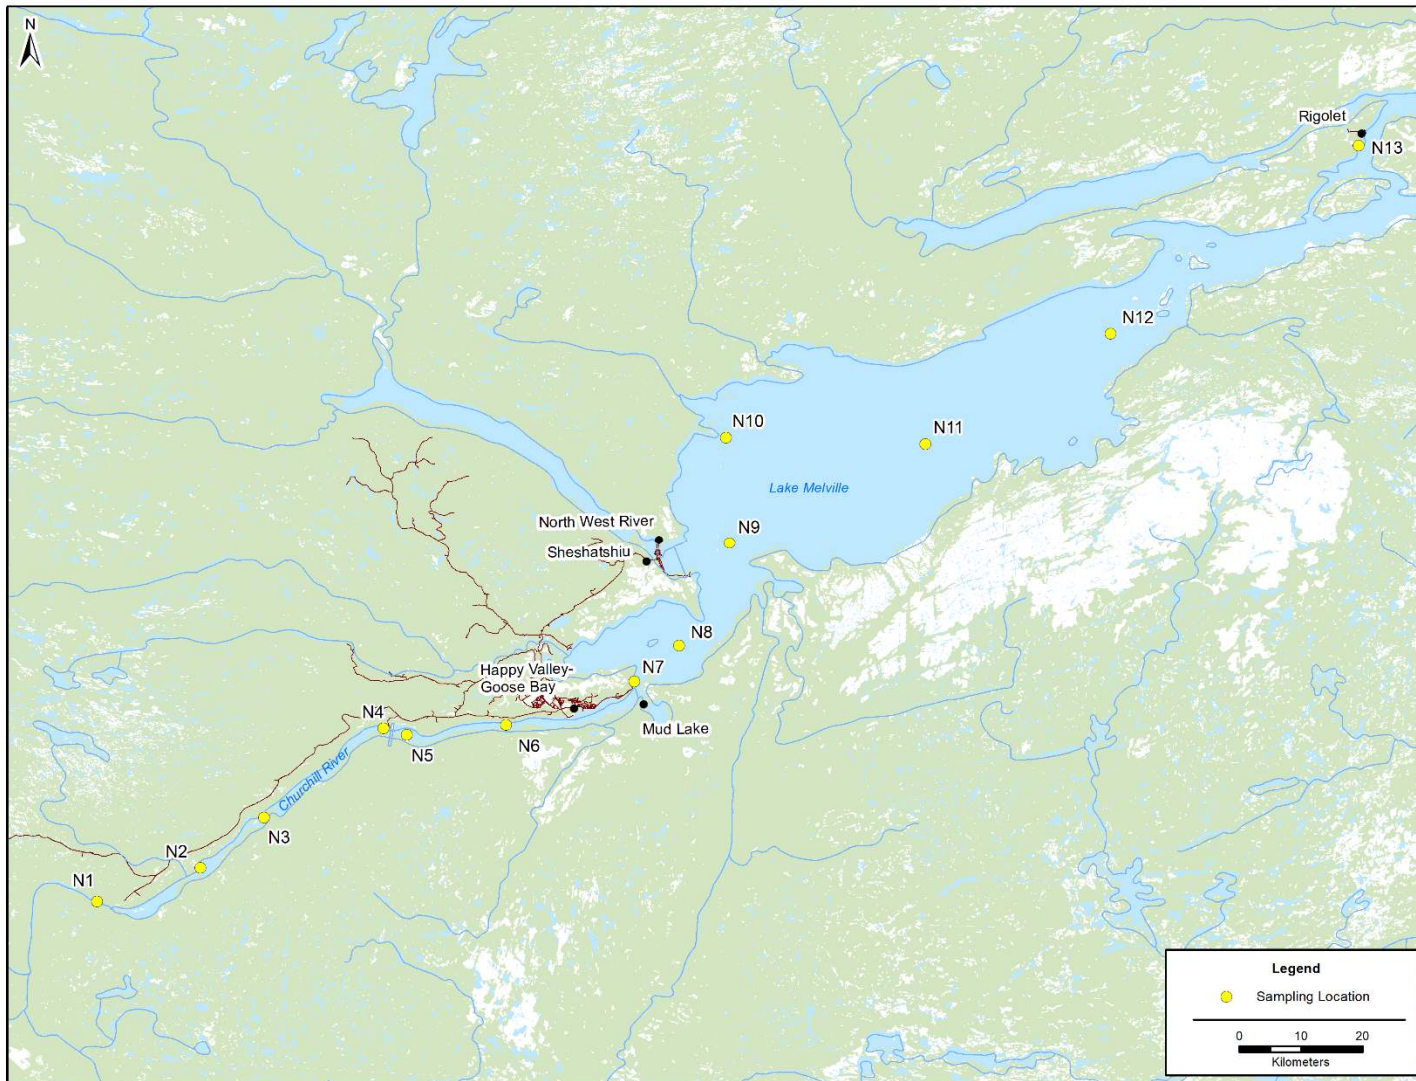 N
Rigolet
N13
N12
N10
N11
Lake Melville
North West River
N9
Sheshatshiu
N8
Happy Valley-
Goose Bay
N7
N4
Mud Lake
N5
N6
Churchill River
N3
N2
N1
Legend
Sampling Location
0 10 20
Kilometers